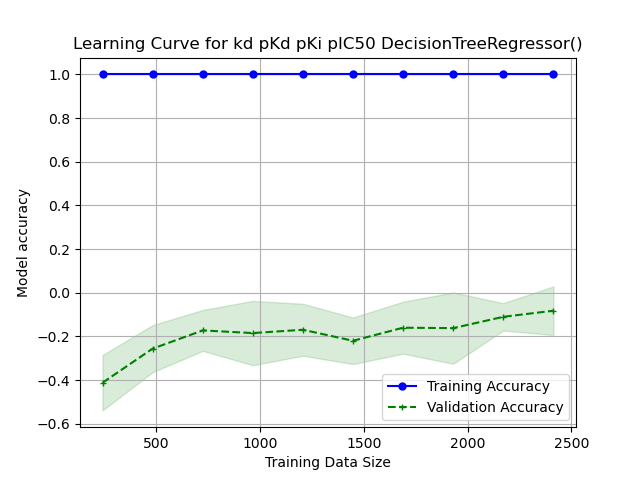 Learning Curve for kd pKd pKi pIC50 DecisionTreeRegressor()
Model accuracy
1.0
0.8
0.6
0.4
0.2
0.0
−0.2
−0.4
−0.6
Training Accuracy
Validation Accuracy
500 1000 1500 2000 2500
Training Data Size